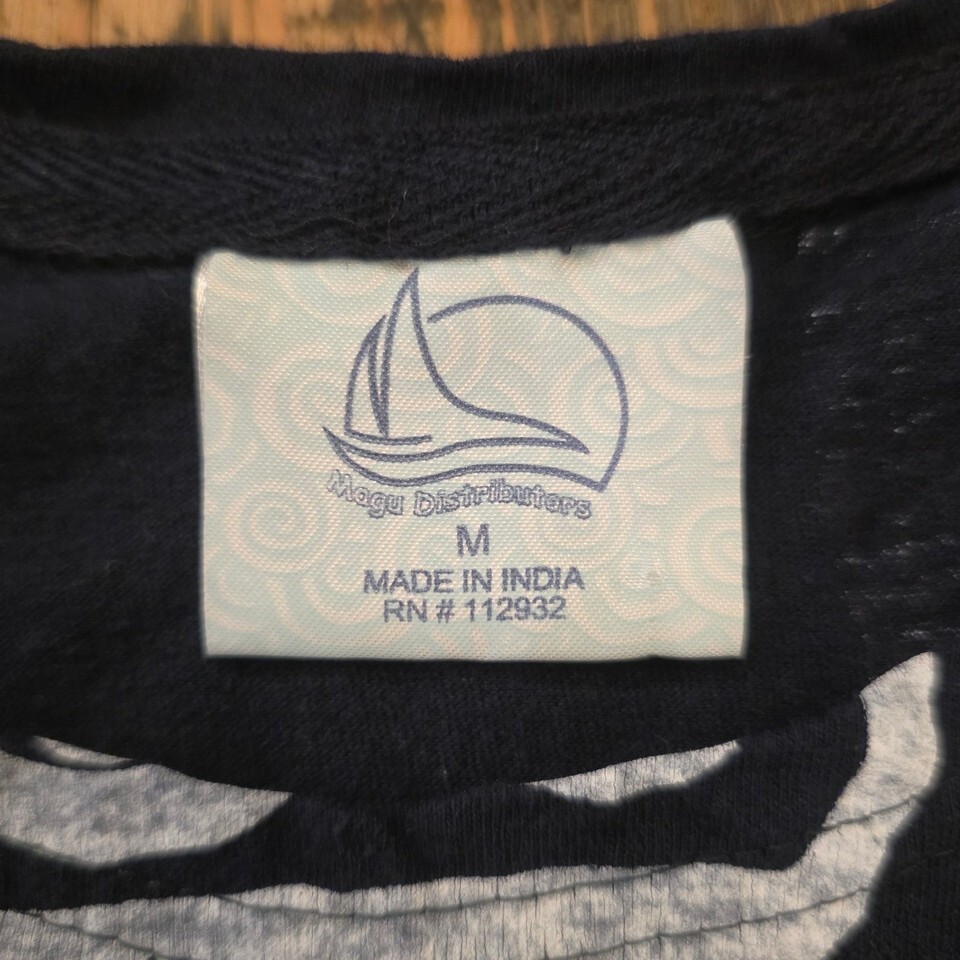 Magu Distributors
M
MADE IN INDIA
RN # 112932